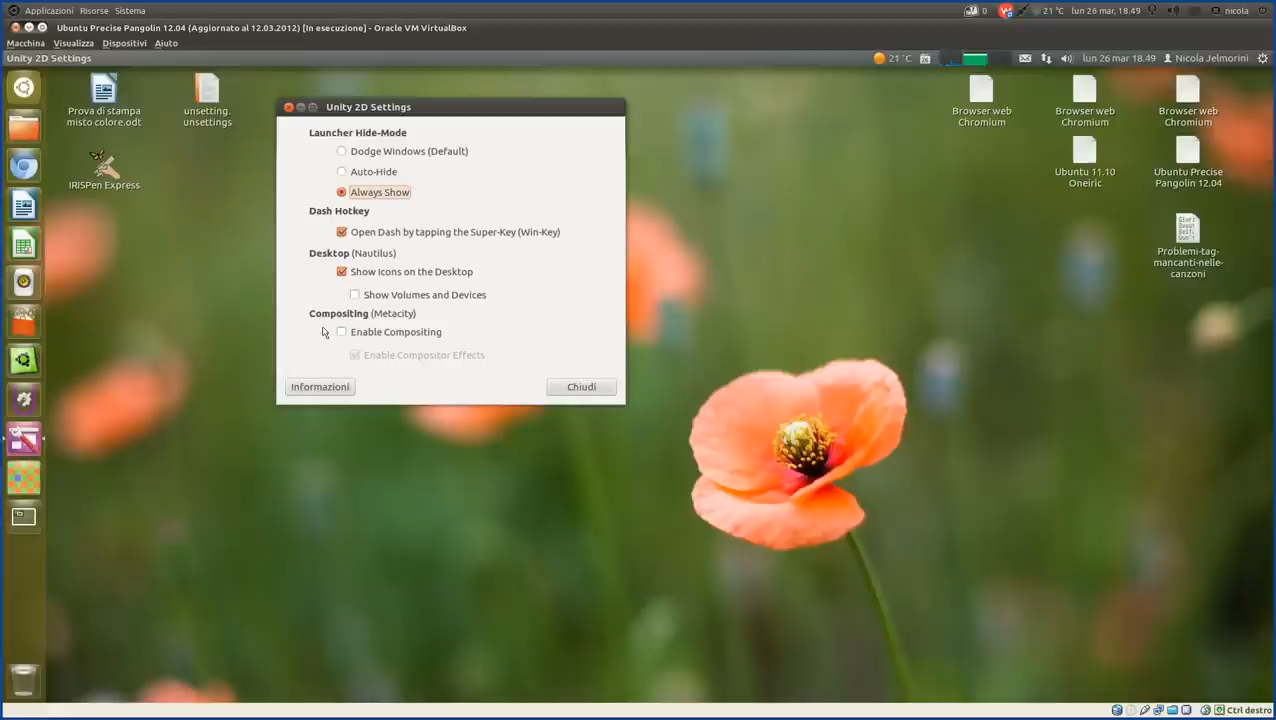 Applicazioni Risorse Sistema
0
21 °C lun 26 mar, 18.49 nicola
Ubuntu Precise Pangolin 12.04 (Aggiornato al 12.03.2012) [In esecuzione] - Oracle VM VirtualBox
Macchina Visualizza Dispositivi Aiuto
Unity 2D Settings
21 °C lun 26 mar 18.49 Nicola Jelmorini
Prova di stampa
misto colore.odt
unsetting.
unsettings
IRISPen Express
Unity 2D Settings
Launcher Hide-Mode
Dodge Windows (Default)
Auto-Hide
Always Show
Dash Hotkey
Open Dash by tapping the Super-Key (Win-Key)
Desktop (Nautilus)
Show Icons on the Desktop
Show Volumes and Devices
Compositing (Metacity)
Enable Compositing
Enable Compositor Effects
Informazioni Chiudi
Browser web
Chromium
Browser web
Chromium
Browser web
Chromium
Ubuntu 11.10
Oneiric
Ubuntu Precise
Pangolin 12.04
Problemi-tag-
mancanti-nelle-
canzoni
Ctrl destro